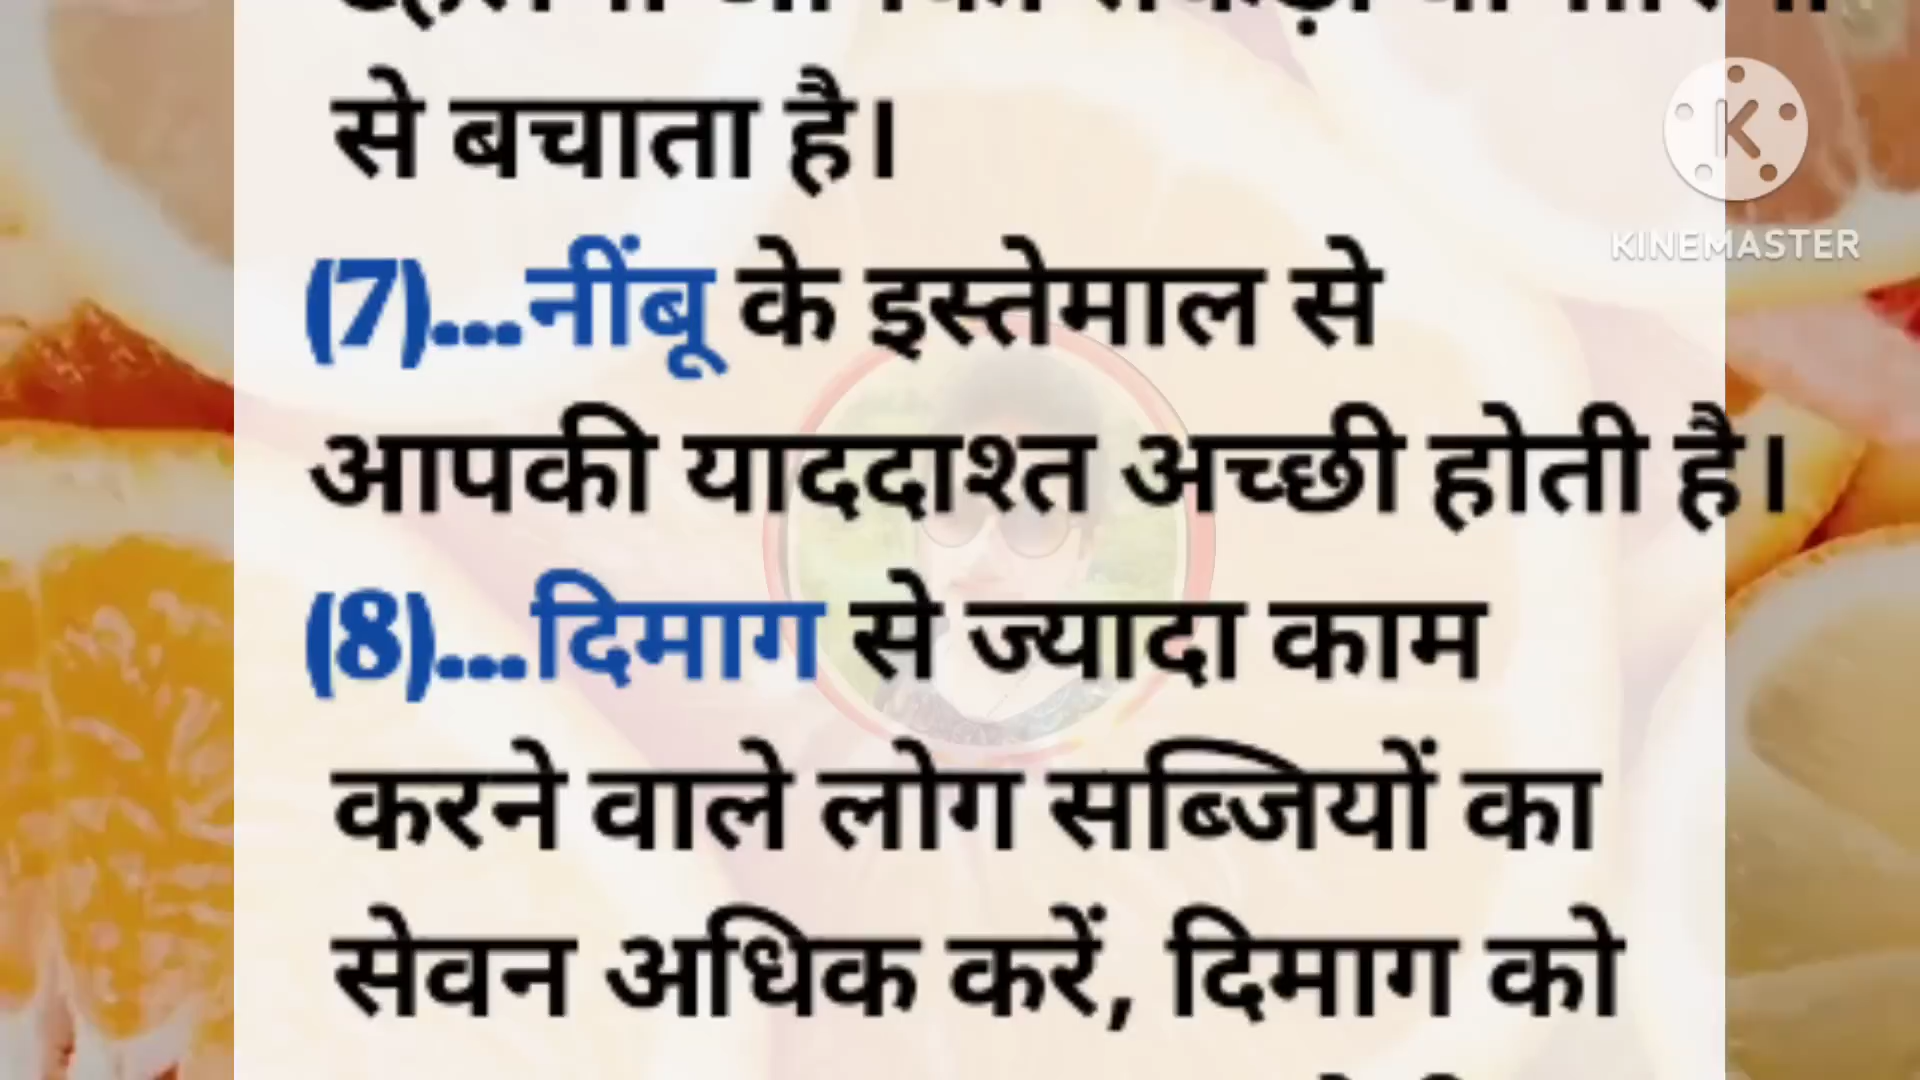 से बचाता है।
(7)...नींबू के इस्तेमाल से
आपकी याददाश्त अच्छी होती है।
(8)...दिमाग से ज्यादा काम
करने वाले लोग सब्जियों का
सेवन अधिक करें, दिमाग को
K
KINEMASTER